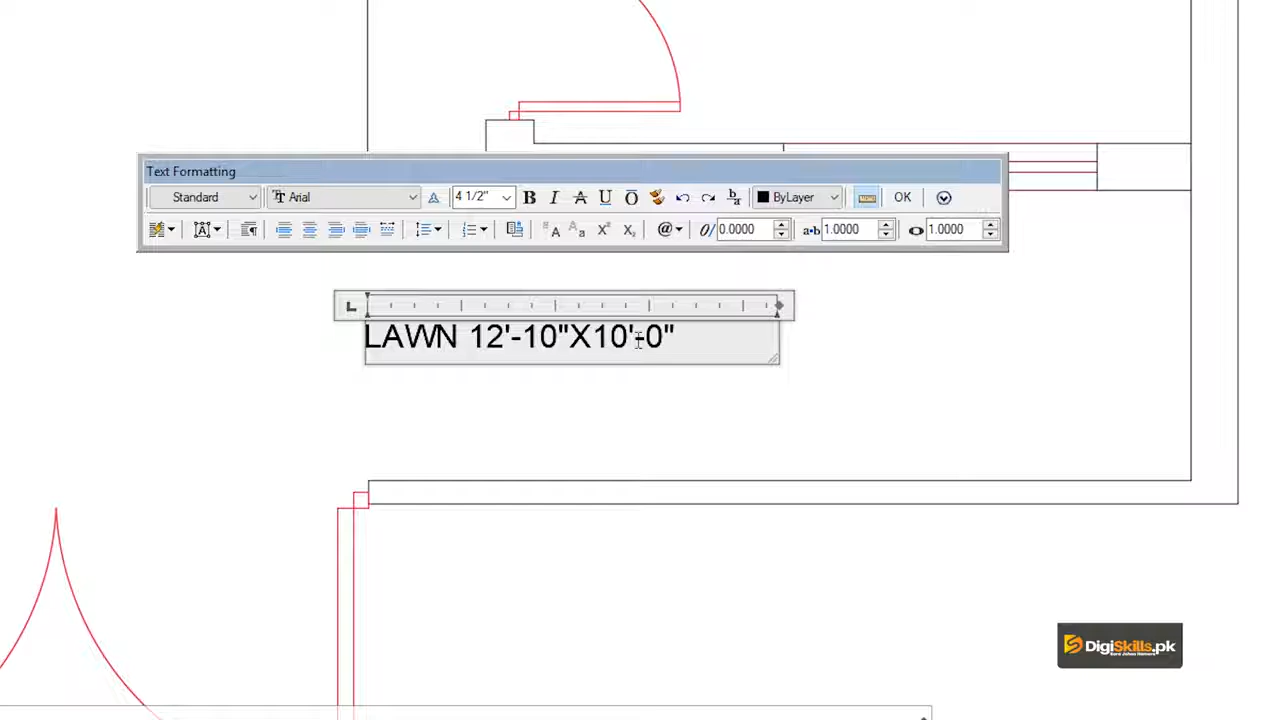 Text Formatting
Standard Arial 4 1/2" B I A U O b/a ByLayer OK
@ 0/ 0.0000 a•b 1.0000 1.0000
LAWN 12'-10"X10'-0"
DigiSkills.pk